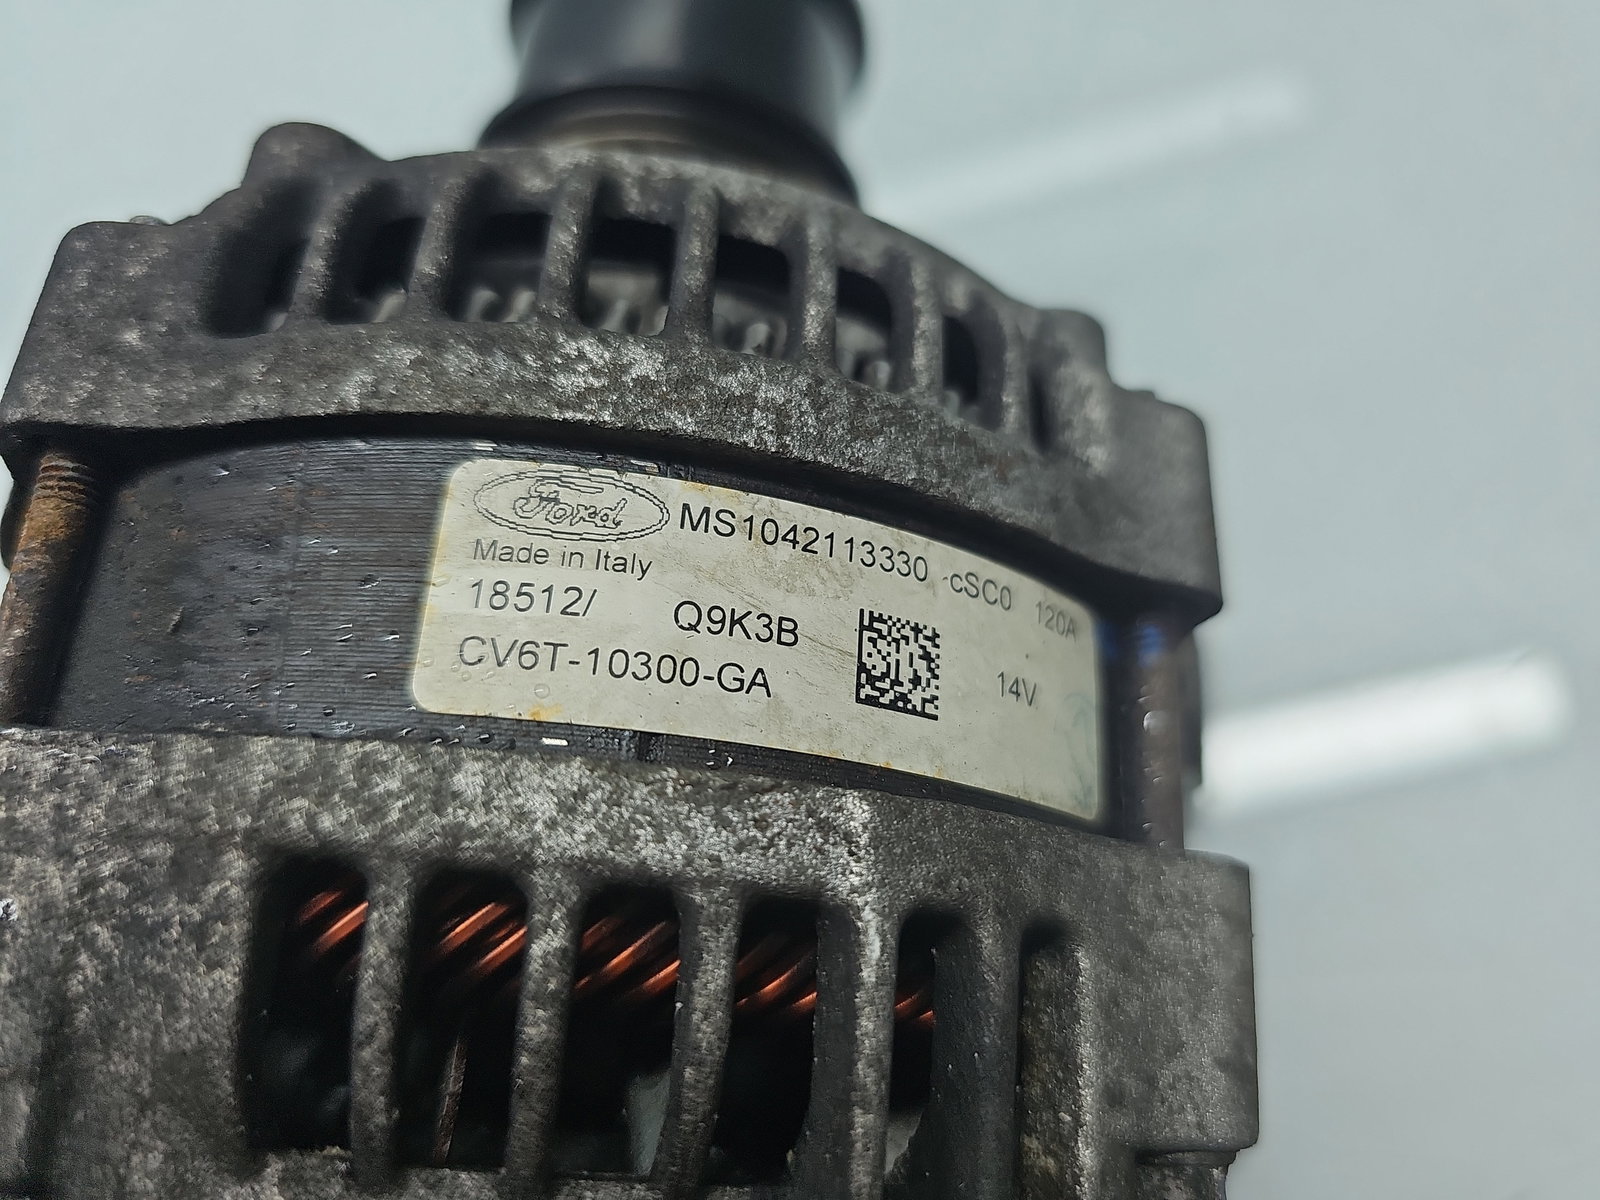 Ford MS1042113330 cSC0 120A
Made in Italy
18512/ Q9K3B
CV6T-10300-GA 14V